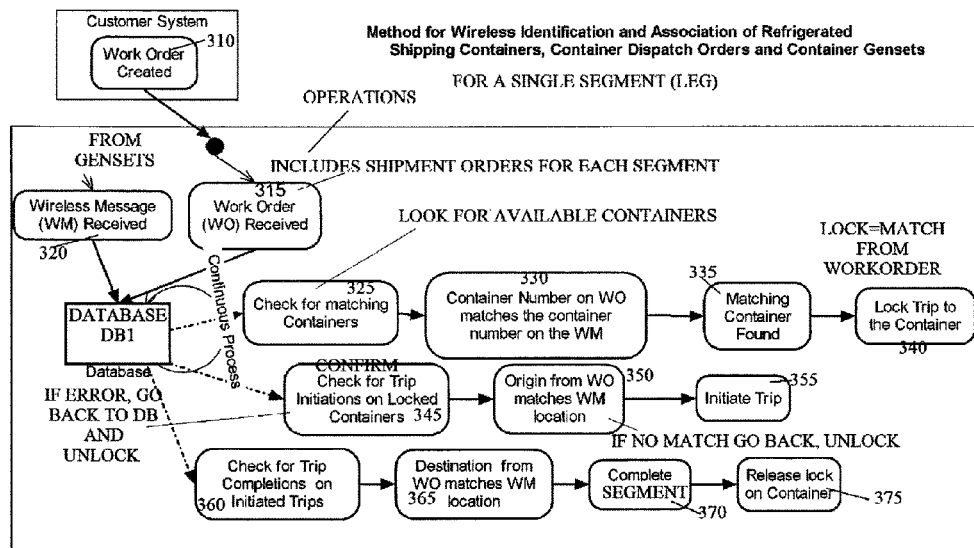 Customer System
310
Work Order
Created
Method for Wireless Identification and Association of Refrigerated
Shipping Containers, Container Dispatch Orders and Container Gensets
FOR A SINGLE SEGMENT (LEG)
OPERATIONS
FROM
GENSETS
INCLUDES SHIPMENT ORDERS FOR EACH SEGMENT
315
Work Order
(WO) Received
Wireless Message
(WM) Received
320
LOOK FOR AVAILABLE CONTAINERS
LOCK=MATCH
FROM
WORKORDER
Continuous Process
DATABASE
DB1
Database
325
Check for matching
Containers
330
Container Number on WO
matches the container
number on the WM
335
Matching
Container
Found
Lock Trip to
the Container
340
IF ERROR, GO
BACK TO DB
AND
UNLOCK
CONFIRM
Check for Trip
Initiations on Locked
Containers 345
Origin from WO
matches WM
location
350
355
Initiate Trip
IF NO MATCH GO BACK, UNLOCK
Check for Trip
Completions on
360 Initiated Trips
Destination from
WO matches WM
365 location
Complete
SEGMENT
370
Release lock
on Container
375